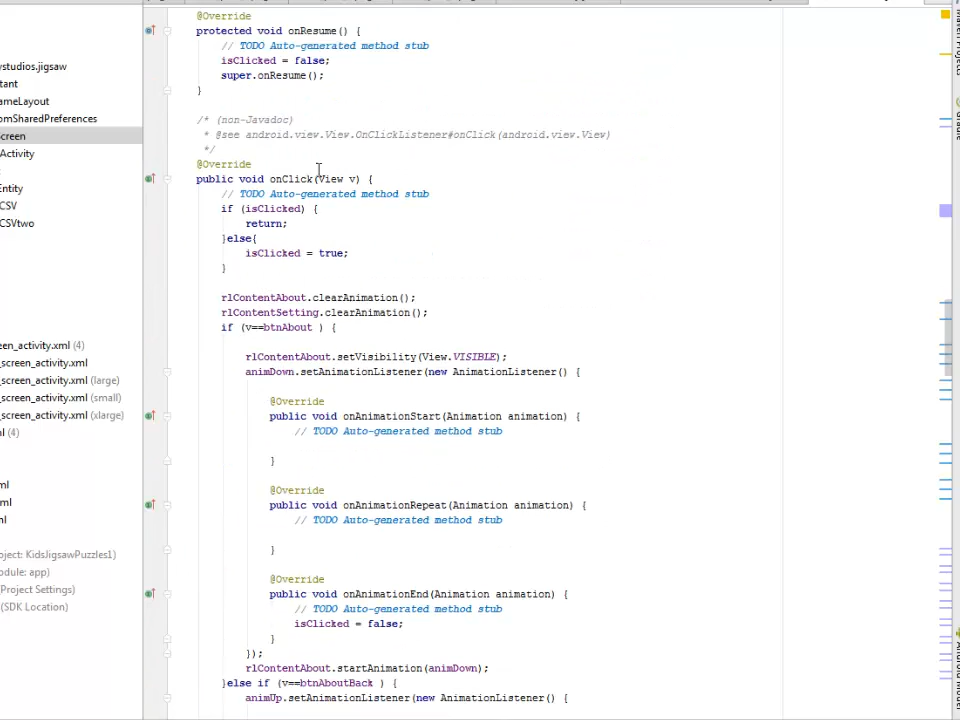 @Override
protected void onResume() {
// TODO Auto-generated method stub
isClicked = false;
super.onResume();
}
/* (non-Javadoc)
* @see android.view.View.OnClickListener#onClick(android.view.View)
*/
@Override
public void onClick(View v) {
// TODO Auto-generated method stub
if (isClicked) {
return;
}else{
isClicked = true;
}
rlContentAbout.clearAnimation();
rlContentSetting.clearAnimation();
if (v==btnAbout ) {
rlContentAbout.setVisibility(View.VISIBLE);
animDown.setAnimationListener(new AnimationListener() {
@Override
public void onAnimationStart(Animation animation) {
// TODO Auto-generated method stub
}
@Override
public void onAnimationRepeat(Animation animation) {
// TODO Auto-generated method stub
}
@Override
public void onAnimationEnd(Animation animation) {
// TODO Auto-generated method stub
isClicked = false;
}
});
rlContentAbout.startAnimation(animDown);
}else if (v==btnAboutBack ) {
animUp.setAnimationListener(new AnimationListener() {
ystudios.jigsaw
tant
ameLayout
omSharedPreferences
creen
Activity
Entity
CSV
CSVtwo
een_activity.xml (4)
_screen_activity.xml
_screen_activity.xml (large)
_screen_activity.xml (small)
_screen_activity.xml (xlarge)
ml (4)
ml
ml
ml
oject: KidsJigsawPuzzles1)
odule: app)
(Project Settings)
(SDK Location)